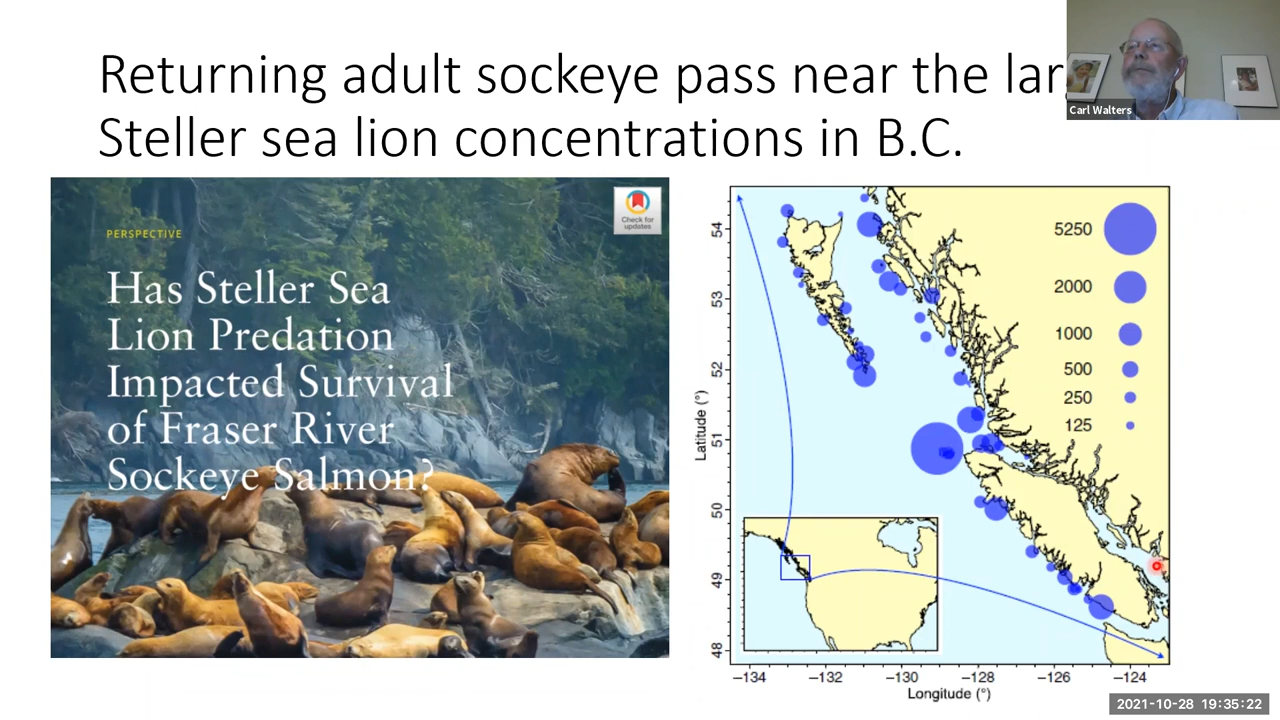 Returning adult sockeye pass near the
Steller sea lion concentrations in B.C.
Carl Walters
PERSPECTIVE
Check for
updates
Has Steller Sea
Lion Predation
Impacted Survival
of Fraser River
Sockeye Salmon?
5250
2000
1000
500
250
125
54
53
52
51
50
49
48
Latitude (°)
−134
−132
−130
−128
−126
−124
Longitude (°)
2021-10-28 19:35:22